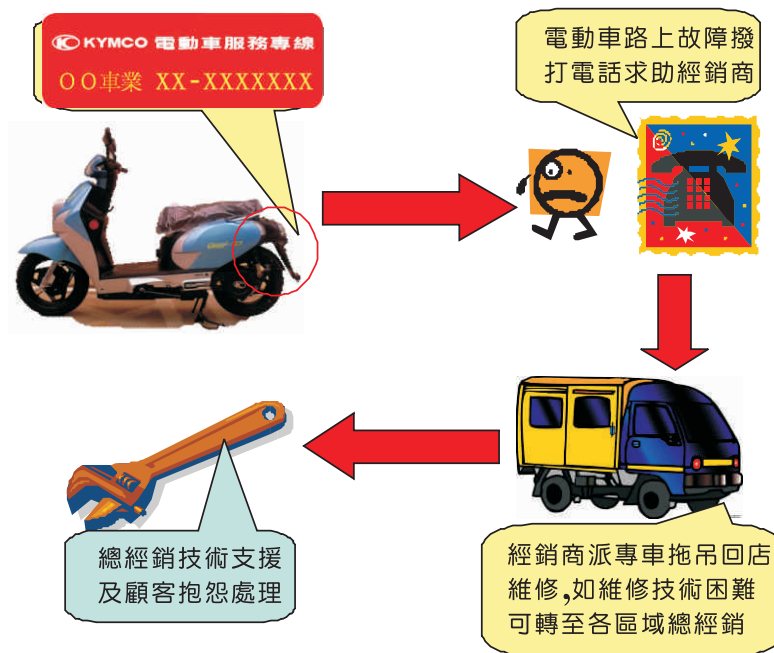 KYMCO 電動車服務專線
OO車業 XX-XXXXXXX
電動車路上故障撥
打電話求助經銷商
經銷商派專車拖吊回店
維修,如維修技術困難
可轉至各區域總經銷
總經銷技術支援
及顧客抱怨處理